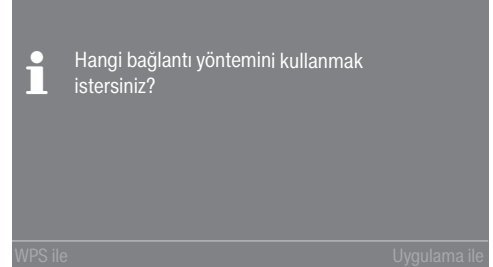 Hangi bağlantı yöntemini kullanmak
istersiniz?
WPS ile
Uygulama ile